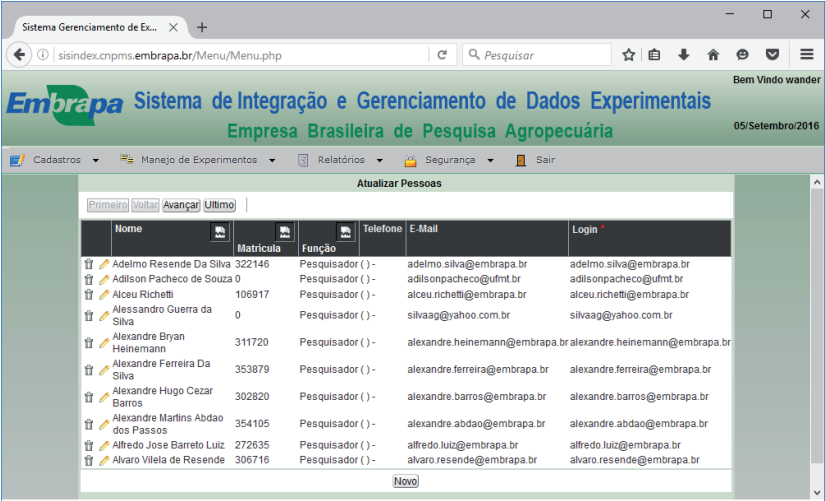 Sistema Gerenciamento de Ex...
sisindex.cnpms.embrapa.br/Menu/Menu.php
Pesquisar
Bem Vindo wander
Embrapa Sistema de Integração e Gerenciamento de Dados Experimentais
Empresa Brasileira de Pesquisa Agropecuária
05/Setembro/2016
Cadastros Manejo de Experimentos Relatórios Segurança Sair
Atualizar Pessoas
Primeiro Voltar Avançar Ultimo
Nome Matricula Função Telefone E-Mail Login *
Adelmo Resende Da Silva 322146 Pesquisador ( ) - adelmo.silva@embrapa.br adelmo.silva@embrapa.br
Adilson Pacheco de Souza 0 Pesquisador ( ) - adilsonpacheco@ufmt.br adilsonpacheco@ufmt.br
Alceu Richetti 106917 Pesquisador ( ) - alceu.richetti@embrapa.br alceu.richetti@embrapa.br
Alessandro Guerra da
Silva 0 Pesquisador ( ) - silvaag@yahoo.com.br silvaag@yahoo.com.br
Alexandre Bryan
Heinemann 311720 Pesquisador ( ) - alexandre.heinemann@embrapa.br alexandre.heinemann@embrapa.br
Alexandre Ferreira Da
Silva 353879 Pesquisador ( ) - alexandre.ferreira@embrapa.br alexandre.ferreira@embrapa.br
Alexandre Hugo Cezar
Barros 302820 Pesquisador ( ) - alexandre.barros@embrapa.br alexandre.barros@embrapa.br
Alexandre Martins Abdao
dos Passos 354105 Pesquisador ( ) - alexandre.abdao@embrapa.br alexandre.abdao@embrapa.br
Alfredo Jose Barreto Luiz 272635 Pesquisador ( ) - alfredo.luiz@embrapa.br alfredo.luiz@embrapa.br
Alvaro Vilela de Resende 306716 Pesquisador ( ) - alvaro.resende@embrapa.br alvaro.resende@embrapa.br
Novo